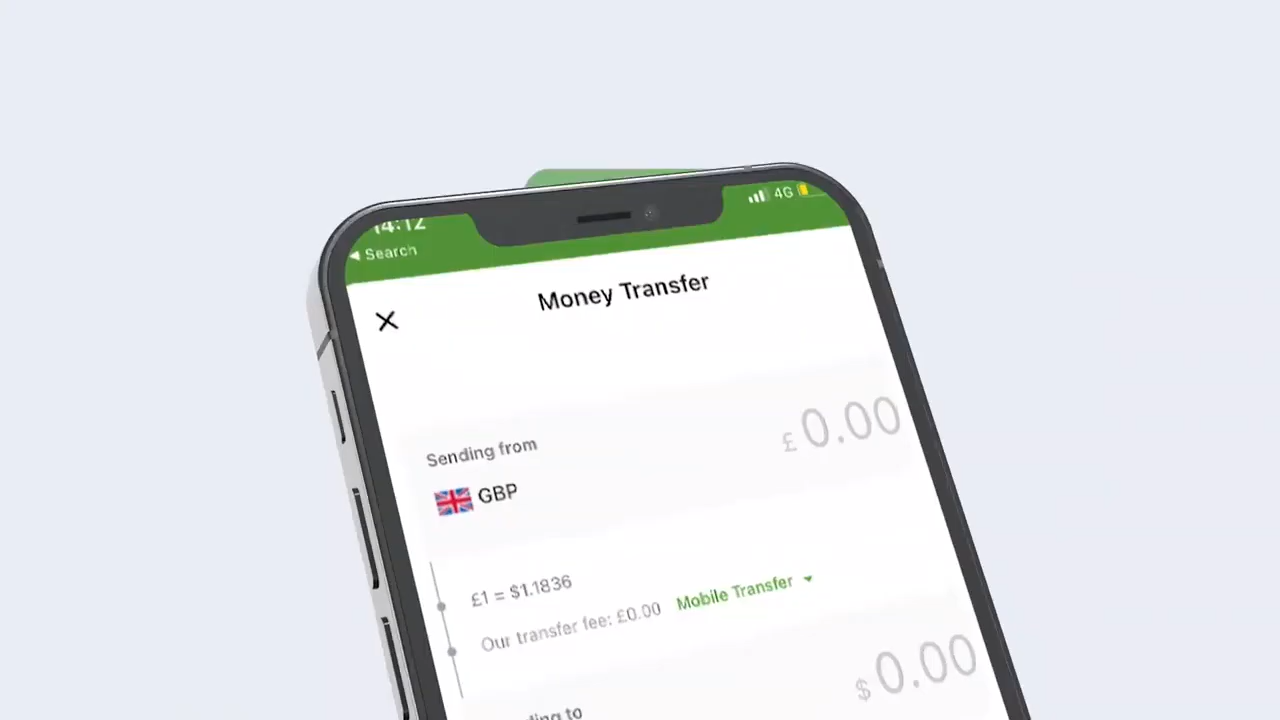 14:12
4G
Search
Money Transfer
£ 0.00
Sending from
GBP
£1 = $1.1836
Our transfer fee: £0.00 Mobile Transfer
$ 0.00
to